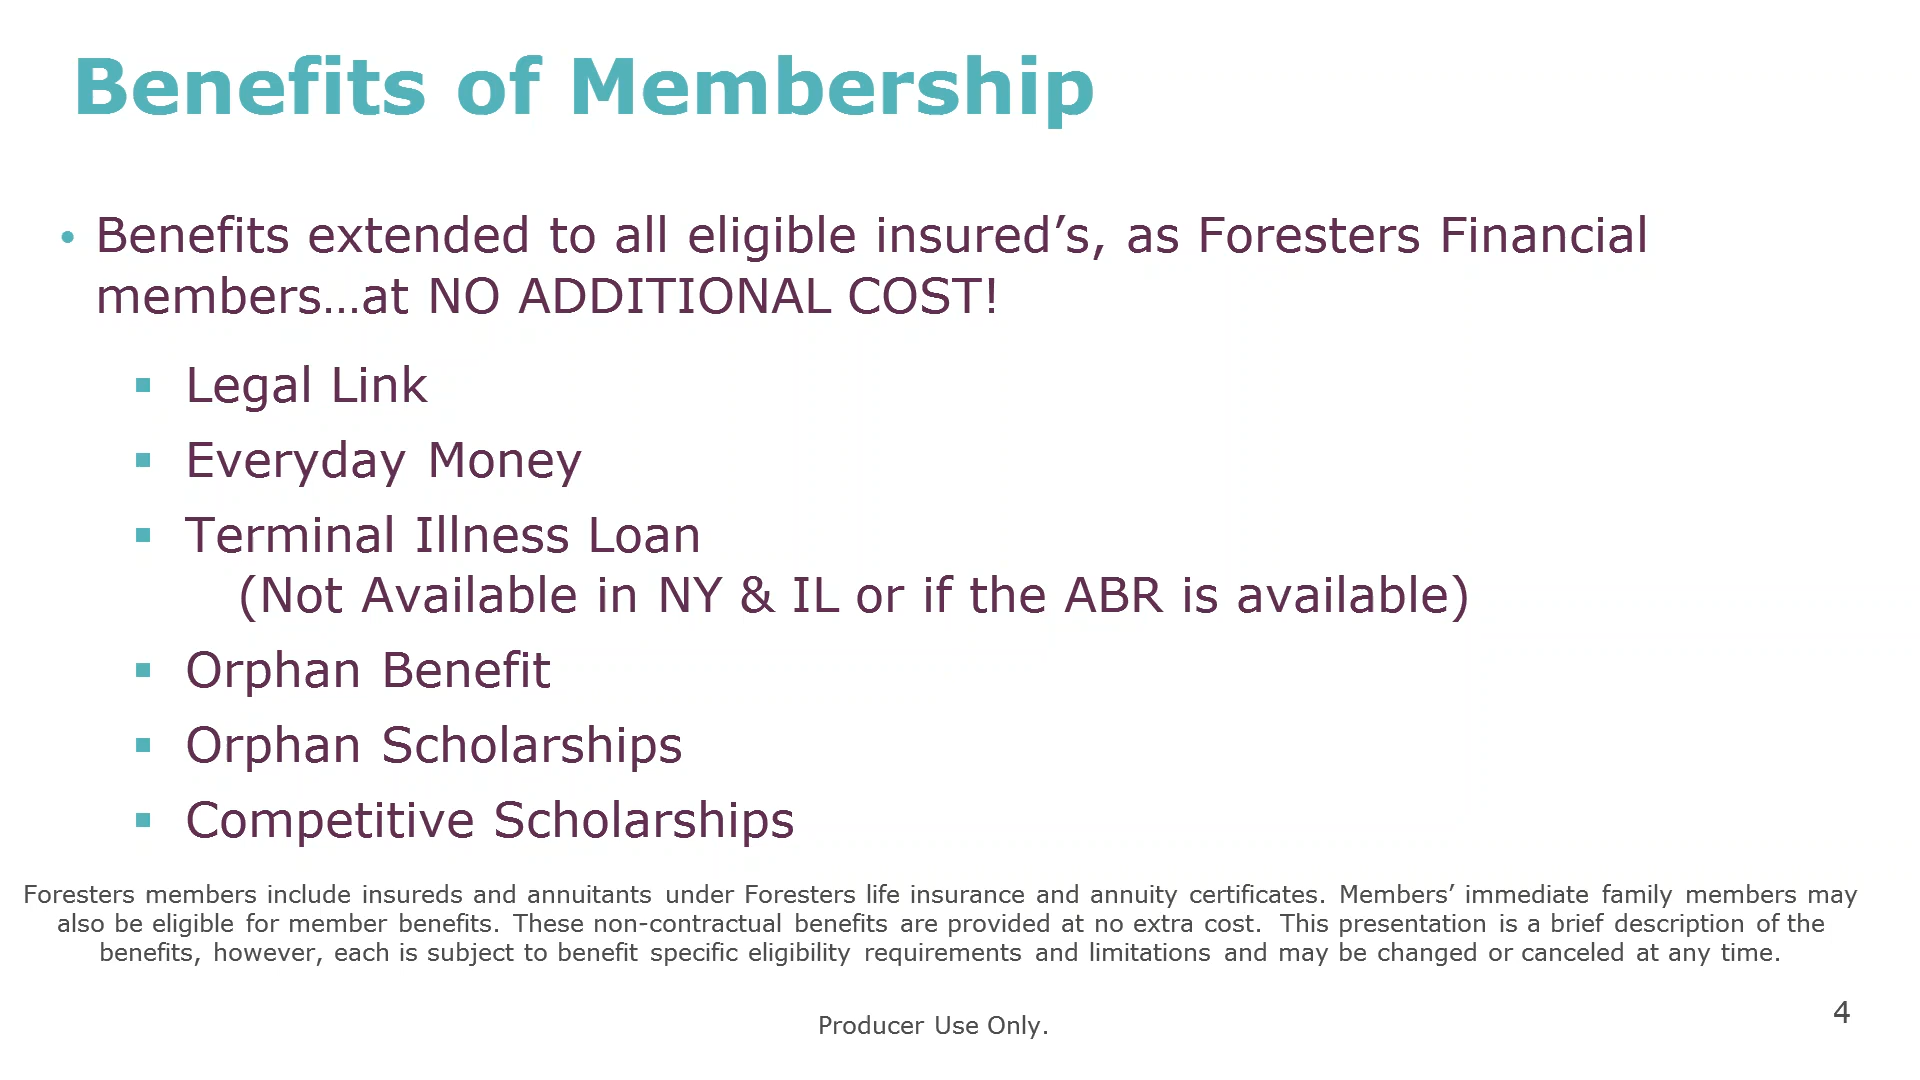 Benefits of Membership
• Benefits extended to all eligible insured’s, as Foresters Financial
members…at NO ADDITIONAL COST!
▪ Legal Link
▪ Everyday Money
▪ Terminal Illness Loan
(Not Available in NY & IL or if the ABR is available)
▪ Orphan Benefit
▪ Orphan Scholarships
▪ Competitive Scholarships
Foresters members include insureds and annuitants under Foresters life insurance and annuity certificates. Members’ immediate family members may
also be eligible for member benefits. These non-contractual benefits are provided at no extra cost. This presentation is a brief description of the
benefits, however, each is subject to benefit specific eligibility requirements and limitations and may be changed or canceled at any time.
Producer Use Only.
4